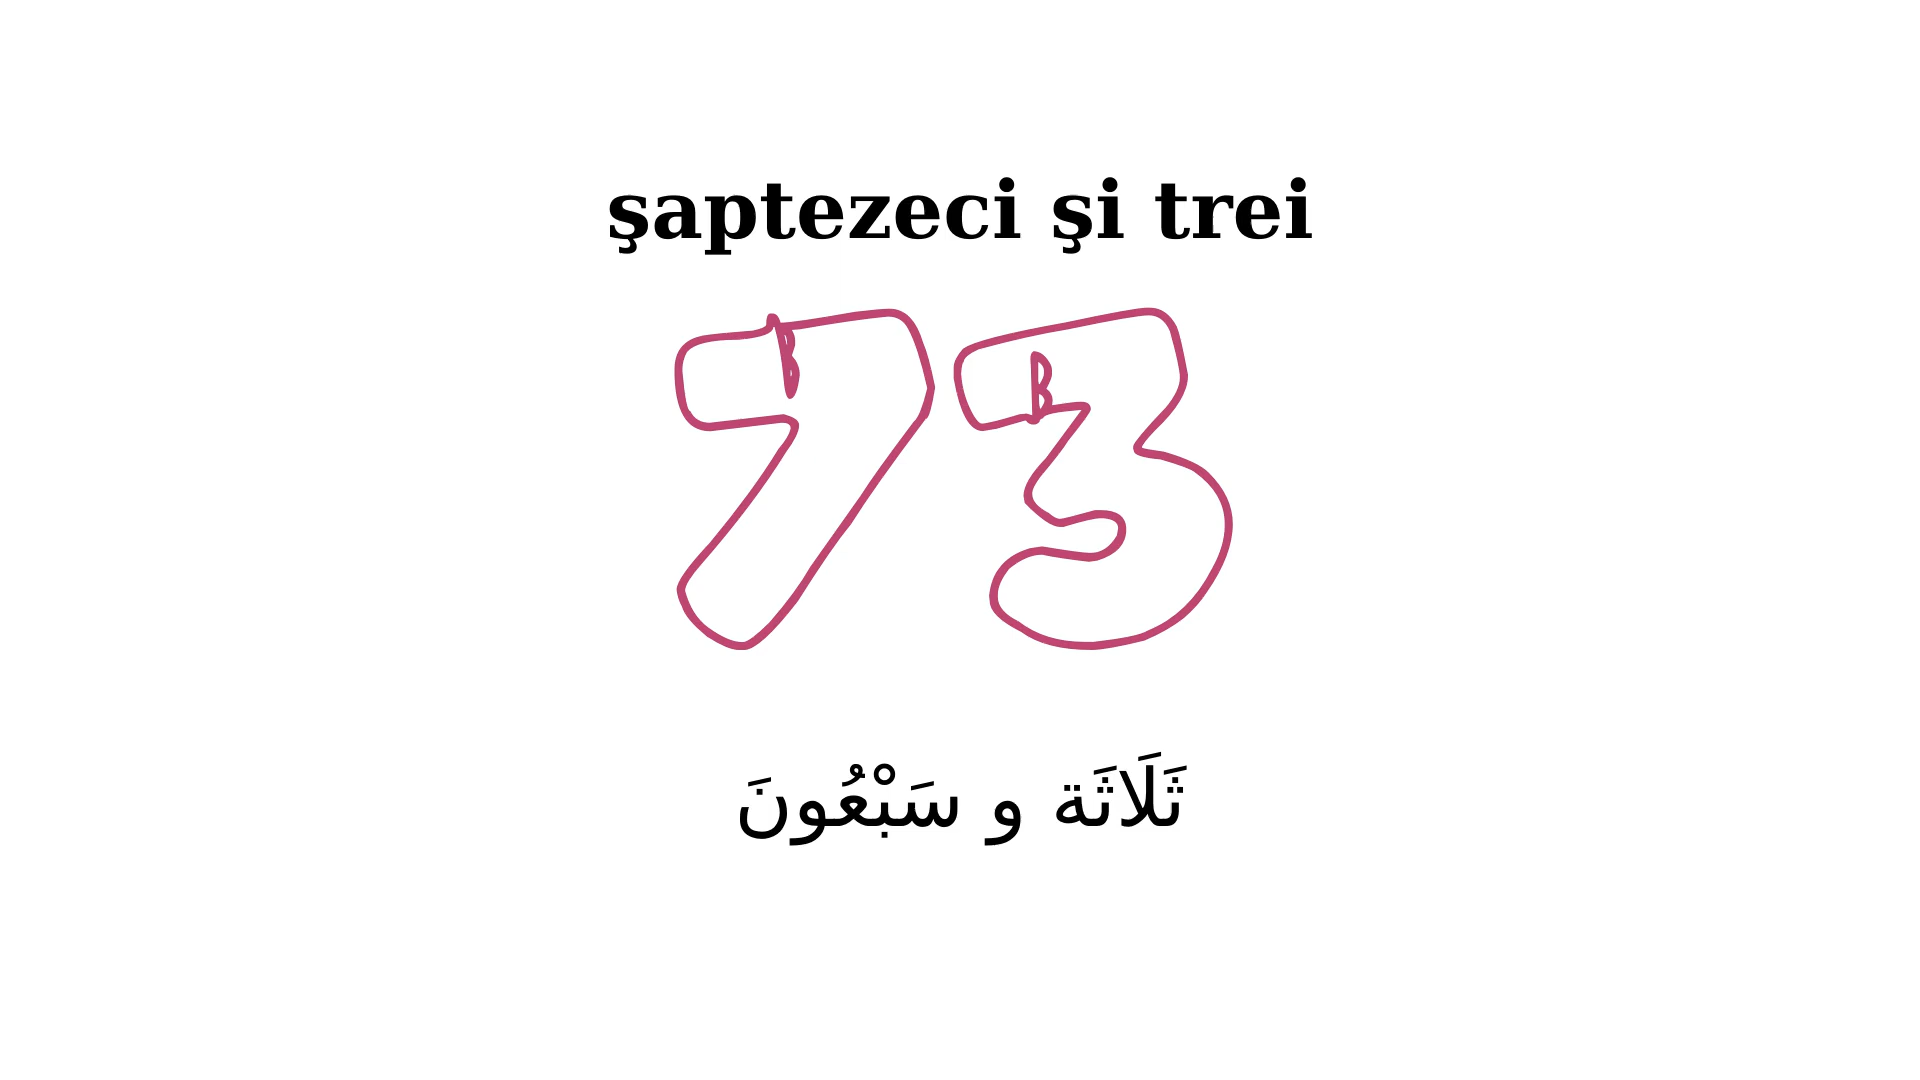 şaptezeci şi trei
73
ثَلَاثَة و سَبْعُونَ